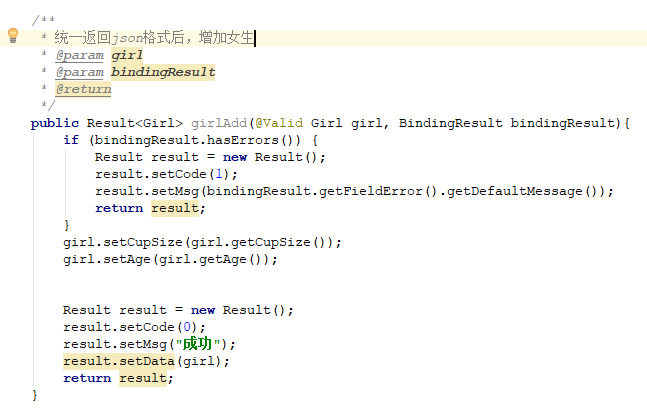 /**
 * 统一返回json格式后，增加女生
 * @param girl
 * @param bindingResult
 * @return
 */
public Result<Girl> girlAdd(@Valid Girl girl, BindingResult bindingResult){
    if (bindingResult.hasErrors()) {
        Result result = new Result();
        result.setCode(1);
        result.setMsg(bindingResult.getFieldError().getDefaultMessage());
        return result;
    }
    girl.setCupSize(girl.getCupSize());
    girl.setAge(girl.getAge());
    Result result = new Result();
    result.setCode(0);
    result.setMsg("成功");
    result.setData(girl);
    return result;
}